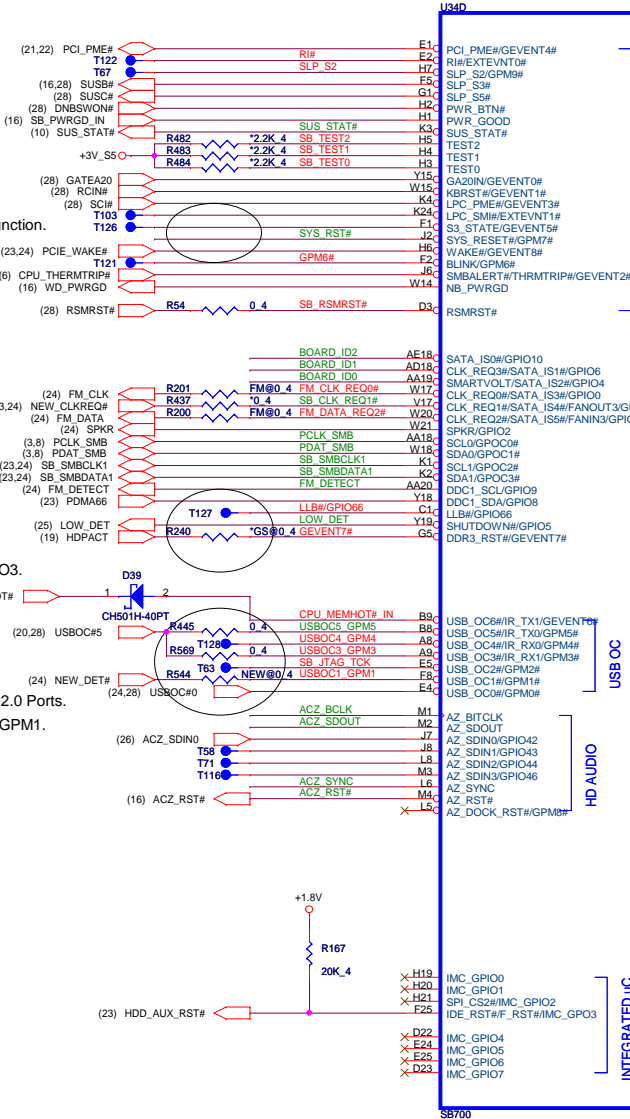 U34D
(21,22) PCI_PME# E1 PCI_PME#/GEVENT4#
T122 RI# E2 RI#/EXTEVNT0#
T67 SLP_S2 H7 SLP_S2/GPM9#
(16,28) SUSB# F5 SLP_S3#
(28) SUSC# G1 SLP_S5#
(28) DNBSWON# H2 PWR_BTN#
(16) SB_PWRGD_IN H1 PWR_GOOD
(10) SUS_STAT# SUS_STAT# K3 SUS_STAT#
R482 *2.2K_4 SB_TEST2 H5 TEST2
+3V_S5 R483 *2.2K_4 SB_TEST1 H4 TEST1
R484 *2.2K_4 SB_TEST0 H3 TEST0
(28) GATEA20 Y15 GA20IN/GEVENT0#
(28) RCIN# W15 KBRST#/GEVENT1#
(28) SCI# K4 LPC_PME#/GEVENT3#
T103 K24 LPC_SMI#/EXTEVNT1#
unction. T126 F1 S3_STATE/GEVENT5#
SYS_RST# J2 SYS_RESET#/GPM7#
(23,24) PCIE_WAKE# H6 WAKE#/GEVENT8#
T121 GPM6# F2 BLINK/GPM6#
(6) CPU_THERMTRIP# J6 SMBALERT#/THRMTRIP#/GEVENT2#
(16) WD_PWRGD W14 NB_PWRGD
(28) RSMRST# R54 0_4 SB_RSMRST# D3 RSMRST#
BOARD_ID2 AE18 SATA_IS0#/GPIO10
BOARD_ID1 AD18 CLK_REQ3#/SATA_IS1#/GPIO6
BOARD_ID0 AA19 SMARTVOLT/SATA_IS2#/GPIO4
(24) FM_CLK R201 FM@0_4 FM_CLK_REQ0# W17 CLK_REQ0#/SATA_IS3#/GPIO0
3,24) NEW_CLKREQ# R437 *0_4 SB_CLK_REQ1# V17 CLK_REQ1#/SATA_IS4#/FANOUT3/G
(24) FM_DATA R200 FM@0_4 FM_DATA_REQ2# W20 CLK_REQ2#/SATA_IS5#/FANIN3/GPIO
(24) SPKR W21 SPKR/GPIO2
(3,8) PCLK_SMB PCLK_SMB AA18 SCL0/GPOC0#
(3,8) PDAT_SMB PDAT_SMB W18 SDA0/GPOC1#
(23,24) SB_SMBCLK1 SB_SMBCLK1 K1 SCL1/GPOC2#
(23,24) SB_SMBDATA1 SB_SMBDATA1 K2 SDA1/GPOC3#
(24) FM_DETECT FM_DETECT AA20 DDC1_SCL/GPIO9
(23) PDMA66 Y18 DDC1_SDA/GPIO8
T127 LLB#/GPIO66 C1 LLB#/GPIO66
(25) LOW_DET LOW_DET Y19 SHUTDOWN#/GPIO5
(19) HDPACT R240 *GS@0_4 GEVENT7# G5 DDR3_RST#/GEVENT7#
O3.
D39
OT# 1 2
CH501H-40PT CPU_MEMHOT#_IN B9 USB_OC6#/IR_TX1/GEVENT6#
(20,28) USBOC#5 R445 0_4 USBOC5_GPM5 B8 USB_OC5#/IR_TX0/GPM5#
T128 USBOC4_GPM4 A8 USB_OC4#/IR_RX0/GPM4#
R569 0_4 USBOC3_GPM3 A9 USB_OC3#/IR_RX1/GPM3#
T63 SB_JTAG_TCK E5 USB_OC2#/GPM2#
(24) NEW_DET# R544 NEW@0_4 USBOC1_GPM1 F8 USB_OC1#/GPM1#
(24,28) USBOC#0 E4 USB_OC0#/GPM0#
USB OC
2.0 Ports.
GPM1.
ACZ_BCLK M1 AZ_BITCLK
ACZ_SDOUT M2 AZ_SDOUT
(26) ACZ_SDIN0 J7 AZ_SDIN0/GPIO42
T58 J8 AZ_SDIN1/GPIO43
T71 L8 AZ_SDIN2/GPIO44
T116 M3 AZ_SDIN3/GPIO46
ACZ_SYNC L6 AZ_SYNC
(16) ACZ_RST# ACZ_RST# M4 AZ_RST#
L5 AZ_DOCK_RST#/GPM8#
HD AUDIO
+1.8V
R167
20K_4
H19 IMC_GPIO0
H20 IMC_GPIO1
H21 SPI_CS2#/IMC_GPIO2
(23) HDD_AUX_RST# F25 IDE_RST#/F_RST#/IMC_GPO3
D22 IMC_GPIO4
E24 IMC_GPIO5
E25 IMC_GPIO6
D23 IMC_GPIO7
INTEGRATED uC
SB700